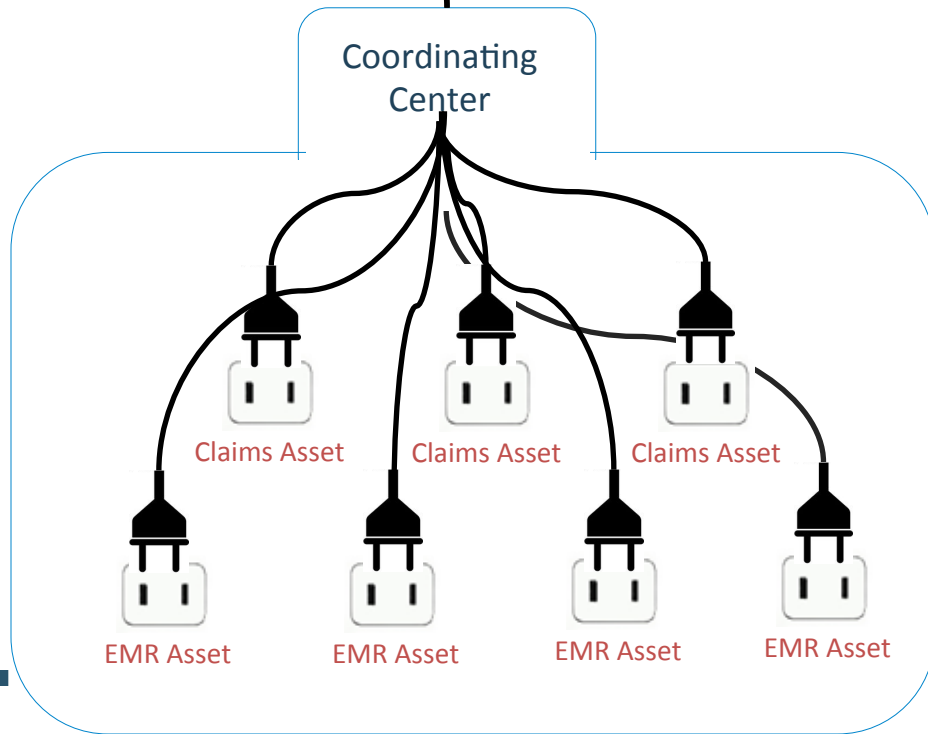 Coordinating
Center
Claims Asset
Claims Asset
Claims Asset
EMR Asset
EMR Asset
EMR Asset
EMR Asset